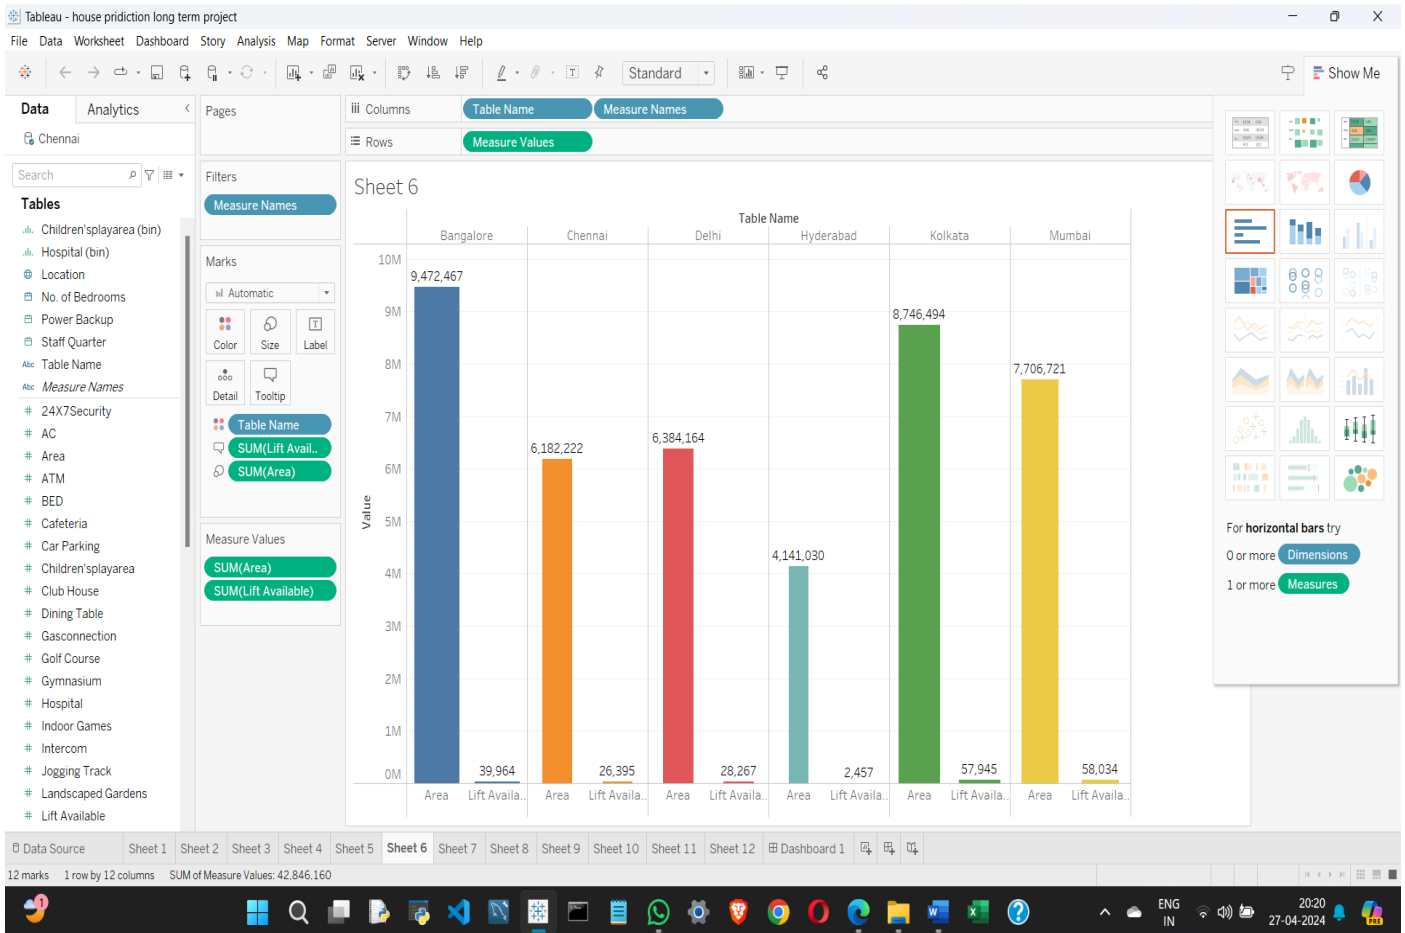 Tableau - house pridiction long term project
File Data Worksheet Dashboard Story Analysis Map Format Server Window Help
Standard
Show Me
Data Analytics
Chennai
Search
Tables
Children'splayarea (bin)
Hospital (bin)
Location
No. of Bedrooms
Power Backup
Staff Quarter
Abc Table Name
Abc Measure Names
# 24X7Security
# AC
# Area
# ATM
# BED
# Cafeteria
# Car Parking
# Children'splayarea
# Club House
# Dining Table
# Gasconnection
# Golf Course
# Gymnasium
# Hospital
# Indoor Games
# Intercom
# Jogging Track
# Landscaped Gardens
# Lift Available
Pages
Filters
Measure Names
Marks
Automatic
Color Size Label
Detail Tooltip
Table Name
SUM(Lift Avail..
SUM(Area)
Measure Values
SUM(Area)
SUM(Lift Available)
Columns Table Name Measure Names
Rows Measure Values
Sheet 6
Table Name
Bangalore Chennai Delhi Hyderabad Kolkata Mumbai
10M
9M
8M
7M
6M
5M
4M
3M
2M
1M
0M
Value
9,472,467
39,964
6,182,222
26,395
6,384,164
28,267
4,141,030
2,457
8,746,494
57,945
7,706,721
58,034
Area Lift Availa.. Area Lift Availa.. Area Lift Availa.. Area Lift Availa.. Area Lift Availa.. Area Lift Availa..
For horizontal bars try
0 or more Dimensions
1 or more Measures
Data Source Sheet 1 Sheet 2 Sheet 3 Sheet 4 Sheet 5 Sheet 6 Sheet 7 Sheet 8 Sheet 9 Sheet 10 Sheet 11 Sheet 12 Dashboard 1
12 marks 1 row by 12 columns SUM of Measure Values: 42,846,160
1
ENG
IN
20:20
27-04-2024
PRE